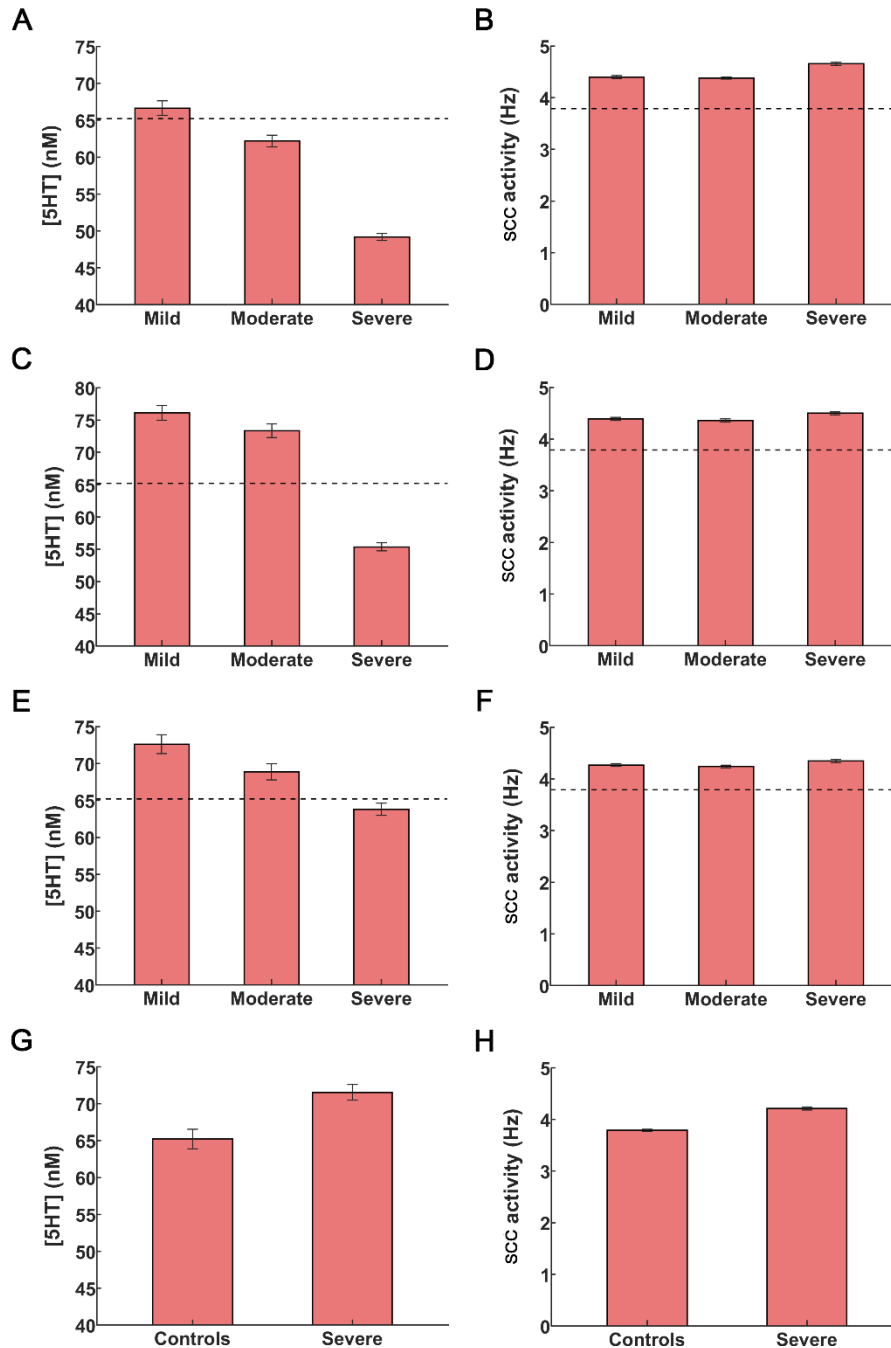 A
[5HT] (nM)
75
70
65
60
55
50
45
40
Mild Moderate Severe
B
SCC activity (Hz)
5
4
3
2
1
0
Mild Moderate Severe
C
[5HT] (nM)
80
75
70
65
60
55
50
45
40
Mild Moderate Severe
D
SCC activity (Hz)
5
4
3
2
1
0
Mild Moderate Severe
E
[5HT] (nM)
75
70
65
60
55
50
45
40
Mild Moderate Severe
F
SCC activity (Hz)
5
4
3
2
1
0
Mild Moderate Severe
G
[5HT] (nM)
75
70
65
60
55
50
45
40
Controls Severe
H
SCC activity (Hz)
5
4
3
2
1
0
Controls Severe